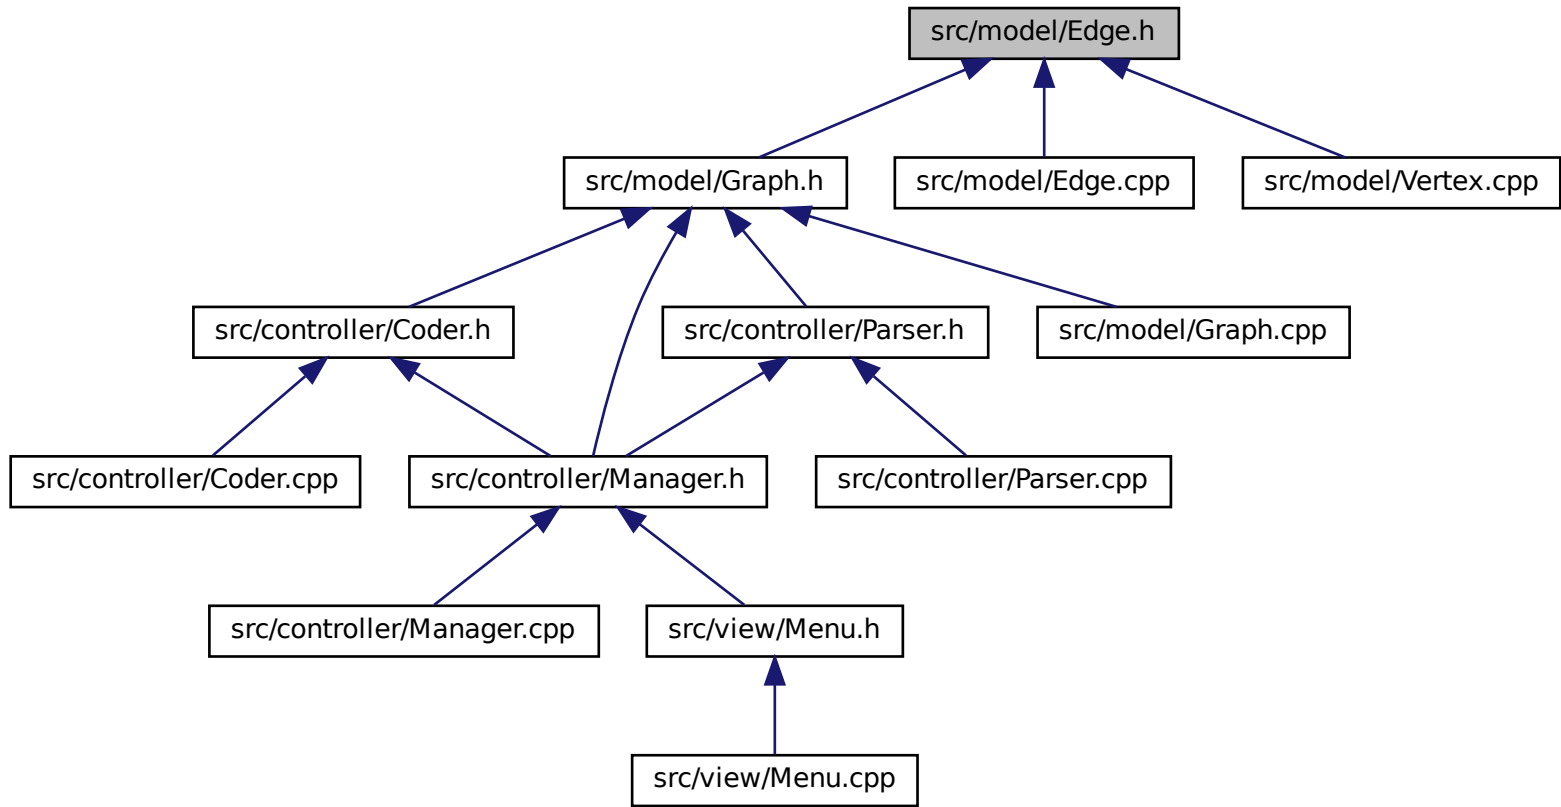 src/model/Edge.h
src/model/Graph.h
src/model/Edge.cpp
src/model/Vertex.cpp
src/controller/Coder.h
src/controller/Parser.h
src/model/Graph.cpp
src/controller/Coder.cpp
src/controller/Manager.h
src/controller/Parser.cpp
src/controller/Manager.cpp
src/view/Menu.h
src/view/Menu.cpp